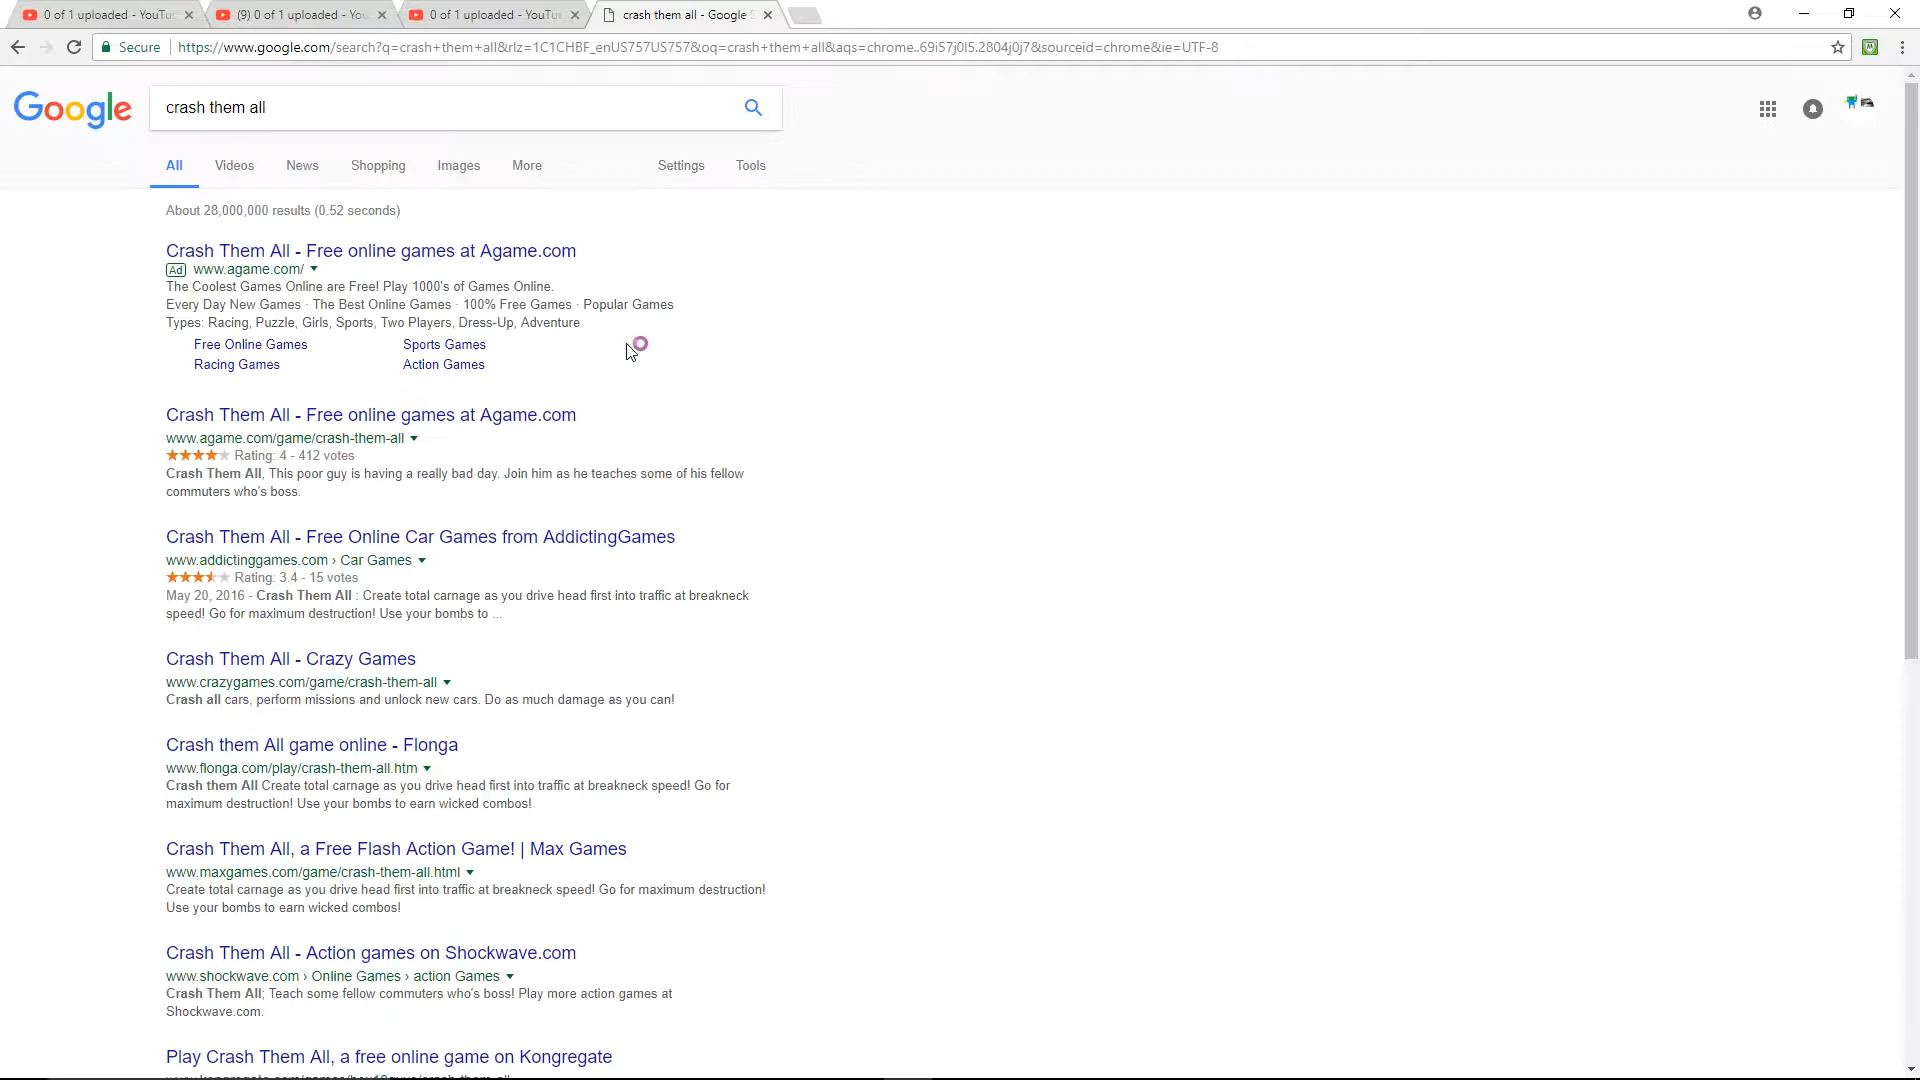 0 of 1 uploaded - YouTu
(9) 0 of 1 uploaded - You
0 of 1 uploaded - YouTu
crash them all - Google S
Secure
https://www.google.com/search?q=crash+them+all&rlz=1C1CHBF_enUS757US757&oq=crash+them+all&aqs=chrome..69i57j0l5.2804j0j7&sourceid=chrome&ie=UTF-8
Google
crash them all
All Videos News Shopping Images More Settings Tools
About 28,000,000 results (0.52 seconds)
Crash Them All - Free online games at Agame.com
Ad www.agame.com/
The Coolest Games Online are Free! Play 1000's of Games Online.
Every Day New Games · The Best Online Games · 100% Free Games · Popular Games
Types: Racing, Puzzle, Girls, Sports, Two Players, Dress-Up, Adventure
Free Online Games Sports Games
Racing Games Action Games
Crash Them All - Free online games at Agame.com
www.agame.com/game/crash-them-all
Rating: 4 - 412 votes
Crash Them All, This poor guy is having a really bad day. Join him as he teaches some of his fellow
commuters who's boss.
Crash Them All - Free Online Car Games from AddictingGames
www.addictinggames.com › Car Games
Rating: 3.4 - 15 votes
May 20, 2016 - Crash Them All : Create total carnage as you drive head first into traffic at breakneck
speed! Go for maximum destruction! Use your bombs to ...
Crash Them All - Crazy Games
www.crazygames.com/game/crash-them-all
Crash all cars, perform missions and unlock new cars. Do as much damage as you can!
Crash them All game online - Flonga
www.flonga.com/play/crash-them-all.htm
Crash them All Create total carnage as you drive head first into traffic at breakneck speed! Go for
maximum destruction! Use your bombs to earn wicked combos!
Crash Them All, a Free Flash Action Game! | Max Games
www.maxgames.com/game/crash-them-all.html
Create total carnage as you drive head first into traffic at breakneck speed! Go for maximum destruction!
Use your bombs to earn wicked combos!
Crash Them All - Action games on Shockwave.com
www.shockwave.com › Online Games › action Games
Crash Them All; Teach some fellow commuters who's boss! Play more action games at
Shockwave.com.
Play Crash Them All, a free online game on Kongregate